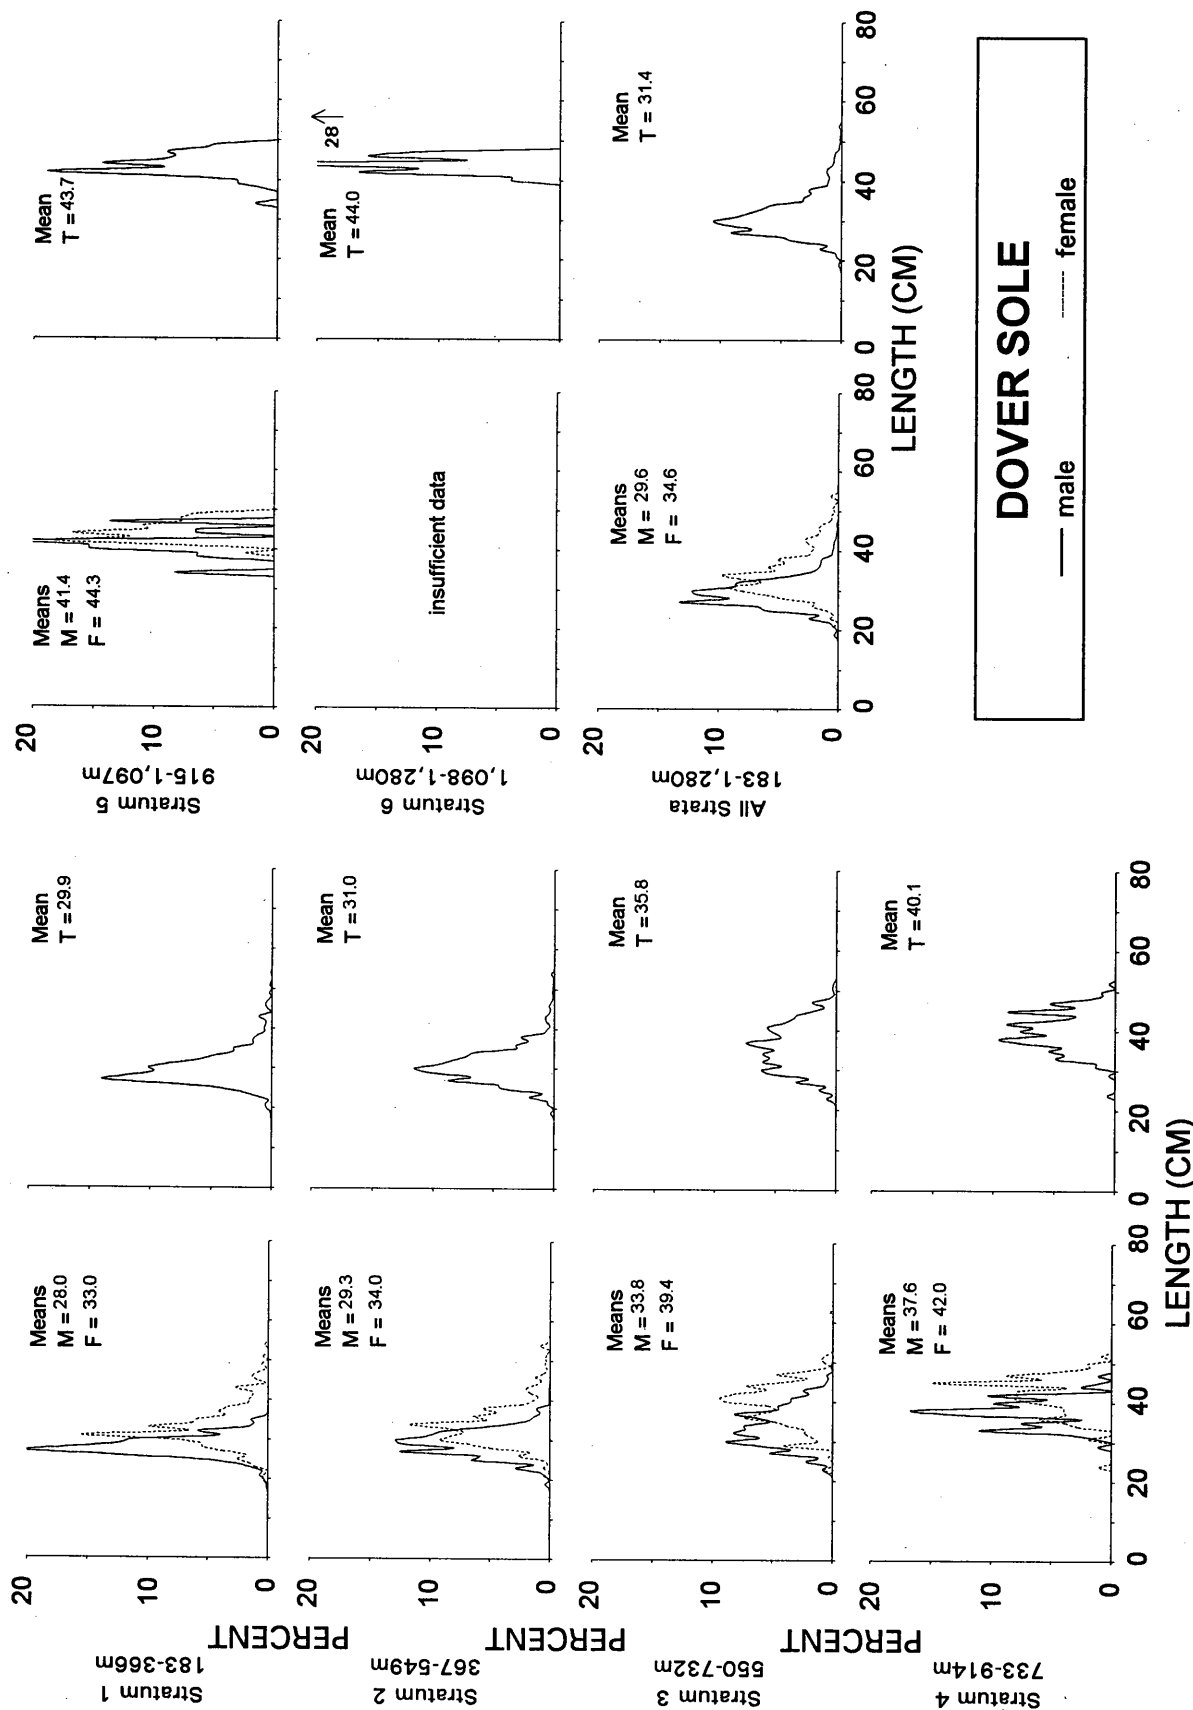 Stratum 1
183-366m
PERCENT
20
10
0
Means
M = 28.0
F = 33.0
Mean
T = 29.9
Stratum 2
367-549m
PERCENT
20
10
0
Means
M = 29.3
F = 34.0
Mean
T = 31.0
Stratum 3
550-732m
PERCENT
20
10
0
Means
M = 33.8
F = 39.4
Mean
T = 35.8
Stratum 4
733-914m
20
10
0
Means
M = 37.6
F = 42.0
Mean
T = 40.1
0 20 40 60 80
0 20 40 60 80
LENGTH (CM)
Stratum 5
915-1,097m
20
10
0
Means
M = 41.4
F = 44.3
Mean
T = 43.7
Stratum 6
1,098-1,280m
20
10
0
insufficient data
Mean
T = 44.0
28
All Strata
183-1,280m
20
10
0
Means
M = 29.6
F = 34.6
Mean
T = 31.4
0 20 40 60 80
0 20 40 60 80
LENGTH (CM)
DOVER SOLE
male female